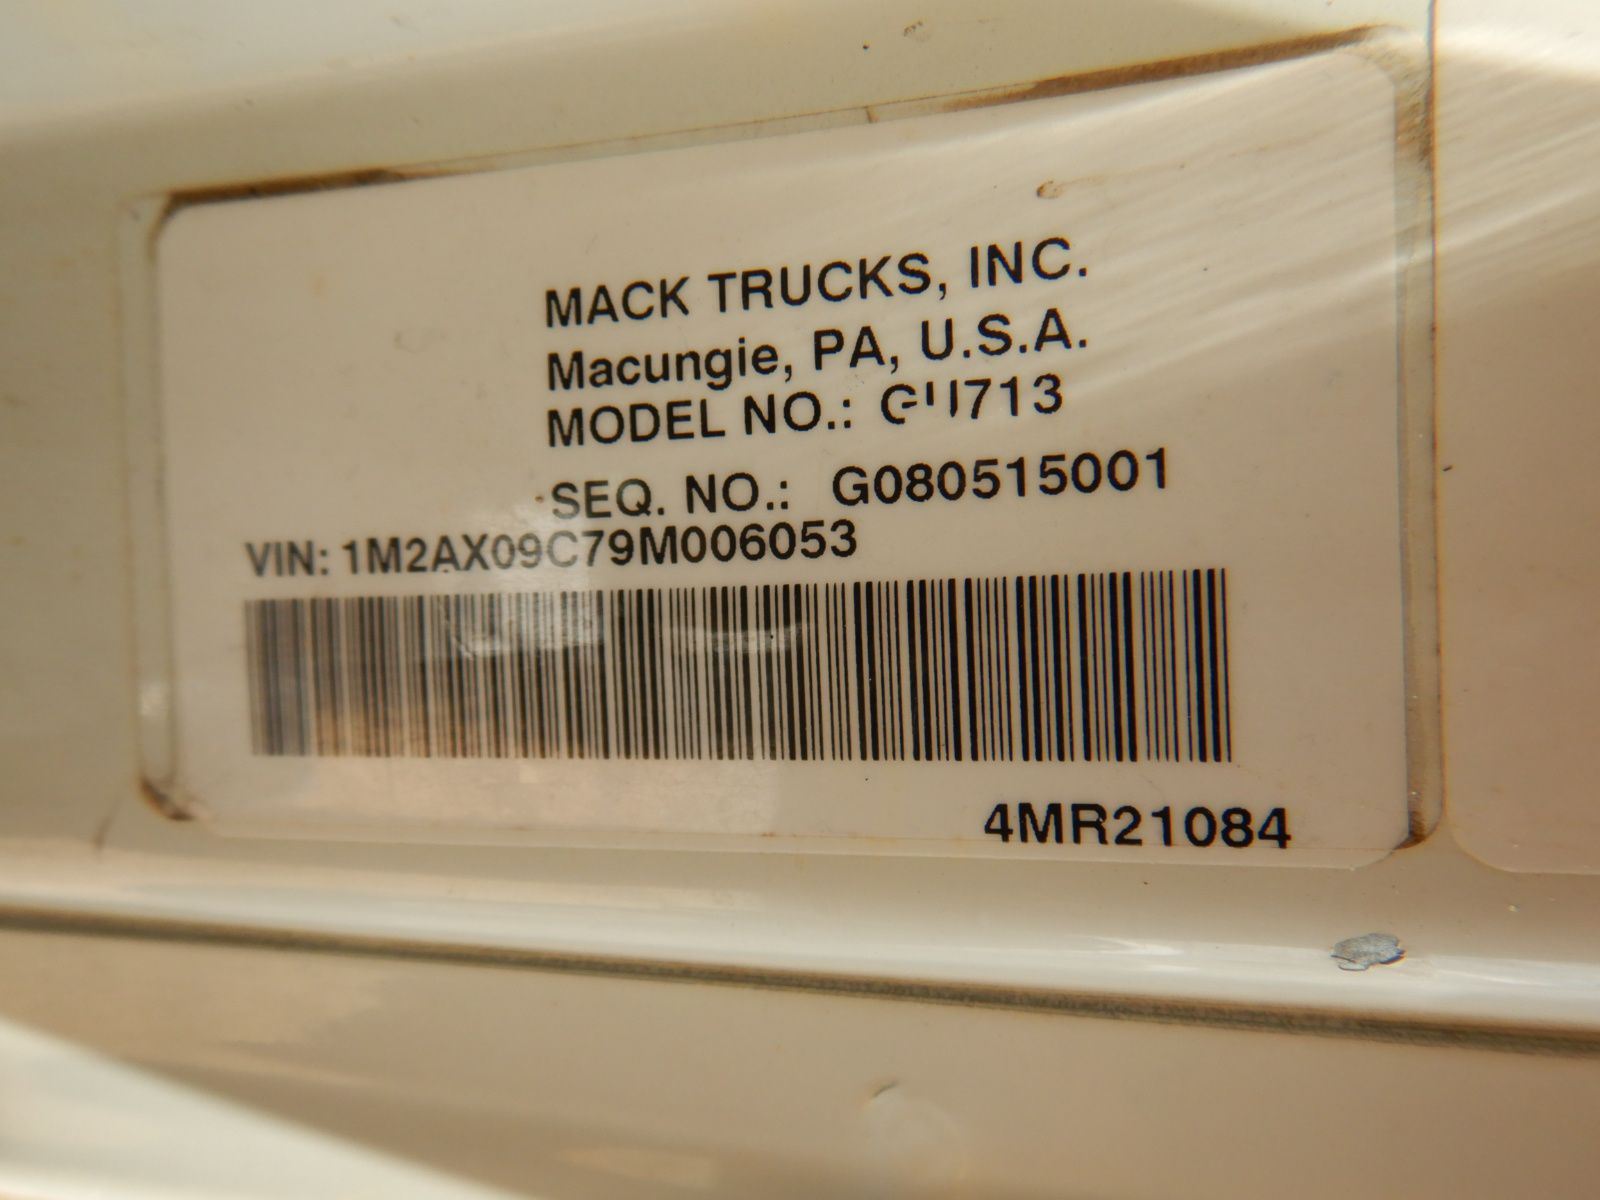 MACK TRUCKS, INC.
Macungie, PA, U.S.A.
MODEL NO.: GU713
SEQ. NO.: G080515001
VIN: 1M2AX09C79M006053
4MR21084